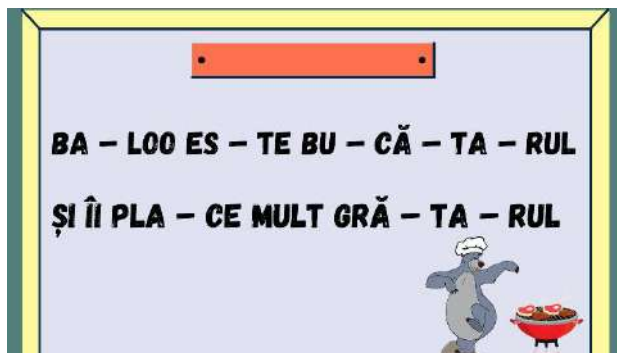 BA – LOO ES – TE BU – CĂ – TA – RUL
ȘI ÎI PLA – CE MULT GRĂ – TA – RUL